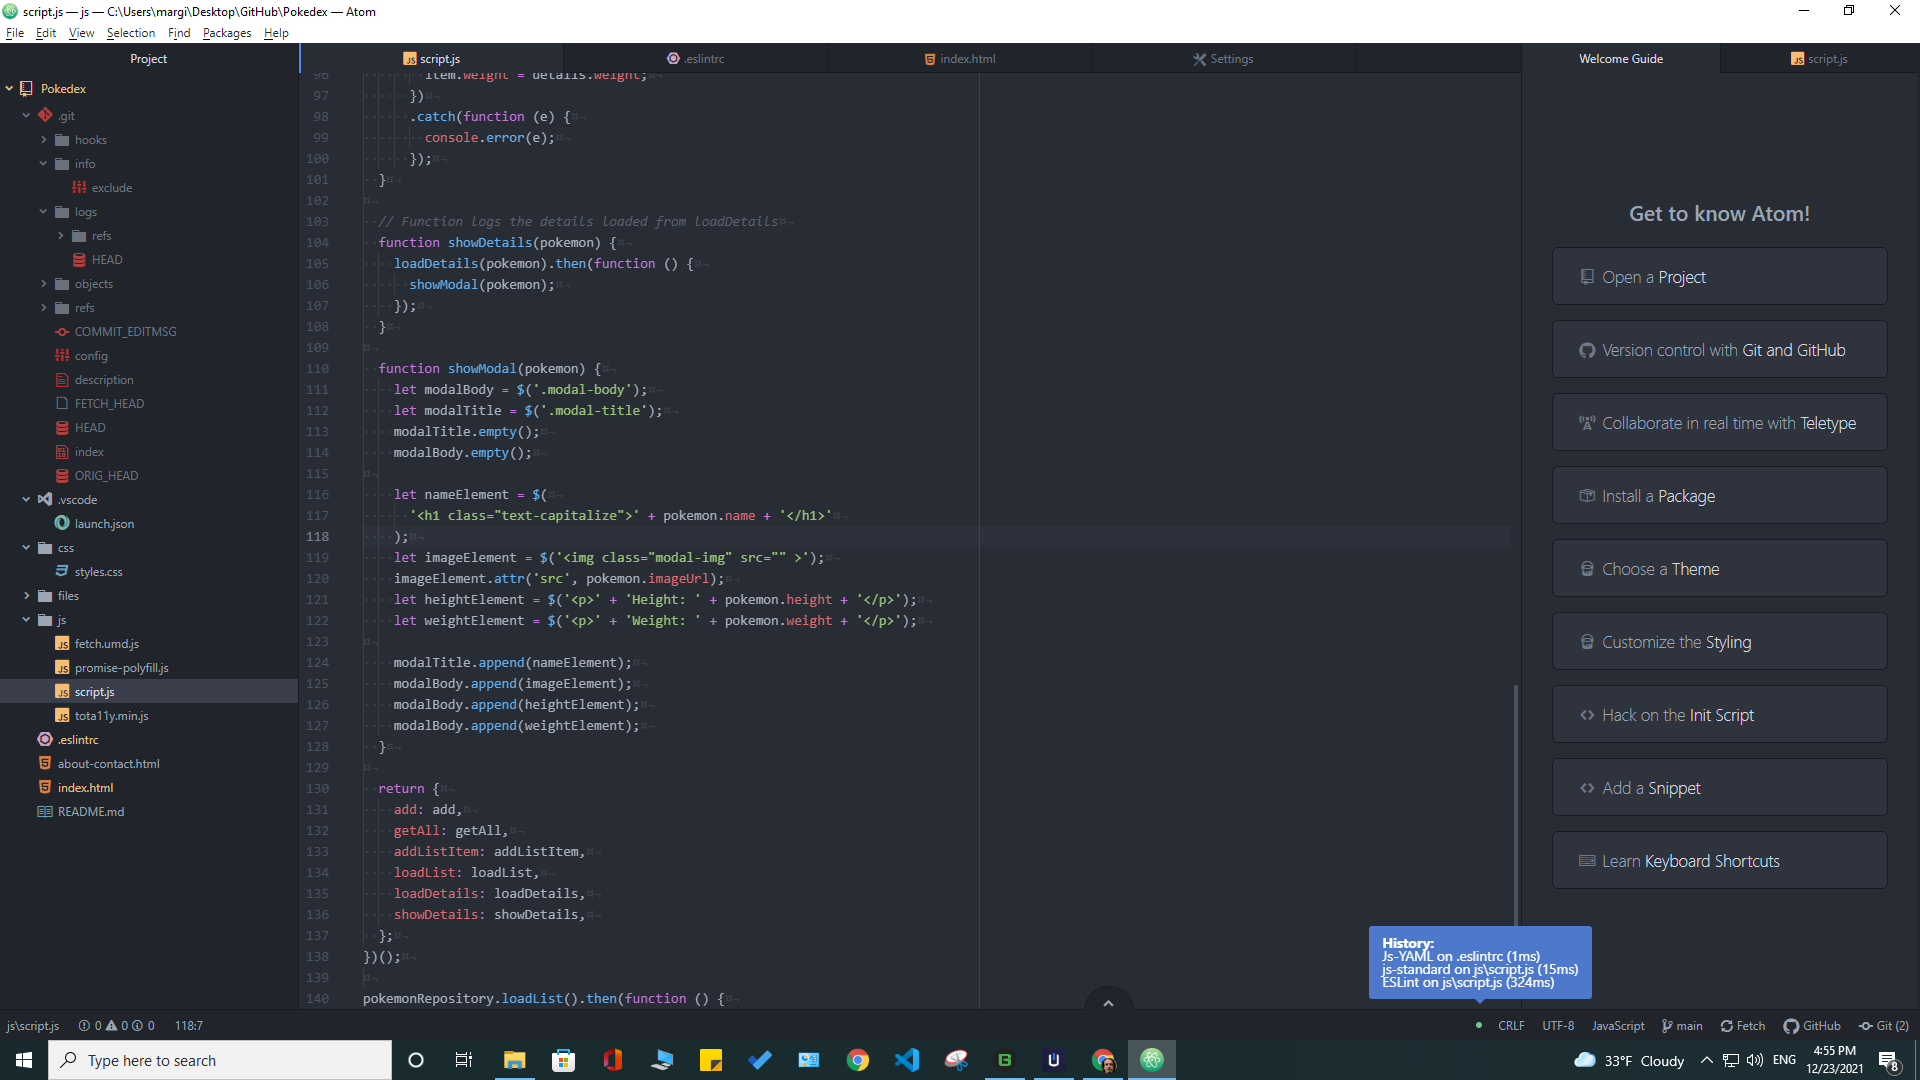 script.js — js — C:\Users\margi\Desktop\GitHub\Pokedex — Atom
File Edit View Selection Find Packages Help
Project
Pokedex
.git
hooks
info
exclude
logs
refs
HEAD
objects
refs
COMMIT_EDITMSG
config
description
FETCH_HEAD
HEAD
index
ORIG_HEAD
.vscode
launch.json
css
styles.css
files
js
fetch.umd.js
promise-polyfill.js
script.js
tota11y.min.js
.eslintrc
about-contact.html
index.html
README.md
script.js .eslintrc index.html Settings
96 item.weight = details.weight;
97 })
98 .catch(function (e) {
99 console.error(e);
100 });
101 }
102
103 // Function logs the details loaded from loadDetails
104 function showDetails(pokemon) {
105 loadDetails(pokemon).then(function () {
106 showModal(pokemon);
107 });
108 }
109
110 function showModal(pokemon) {
111 let modalBody = $('.modal-body');
112 let modalTitle = $('.modal-title');
113 modalTitle.empty();
114 modalBody.empty();
115
116 let nameElement = $(
117 '<h1 class="text-capitalize">' + pokemon.name + '</h1>'
118 );
119 let imageElement = $('<img class="modal-img" src="" >');
120 imageElement.attr('src', pokemon.imageUrl);
121 let heightElement = $('<p>' + 'Height: ' + pokemon.height + '</p>');
122 let weightElement = $('<p>' + 'Weight: ' + pokemon.weight + '</p>');
123
124 modalTitle.append(nameElement);
125 modalBody.append(imageElement);
126 modalBody.append(heightElement);
127 modalBody.append(weightElement);
128 }
129
130 return {
131 add: add,
132 getAll: getAll,
133 addListItem: addListItem,
134 loadList: loadList,
135 loadDetails: loadDetails,
136 showDetails: showDetails,
137 };
138 })();
139
140 pokemonRepository.loadList().then(function () {
Welcome Guide script.js
Get to know Atom!
Open a Project
Version control with Git and GitHub
Collaborate in real time with Teletype
Install a Package
Choose a Theme
Customize the Styling
Hack on the Init Script
Add a Snippet
Learn Keyboard Shortcuts
History:
Js-YAML on .eslintrc (1ms)
js-standard on js\script.js (15ms)
ESLint on js\script.js (324ms)
js\script.js 0 0 0 118:7 CRLF UTF-8 JavaScript main Fetch GitHub Git (2)
Type here to search
33°F Cloudy ENG
4:55 PM
12/23/2021
8